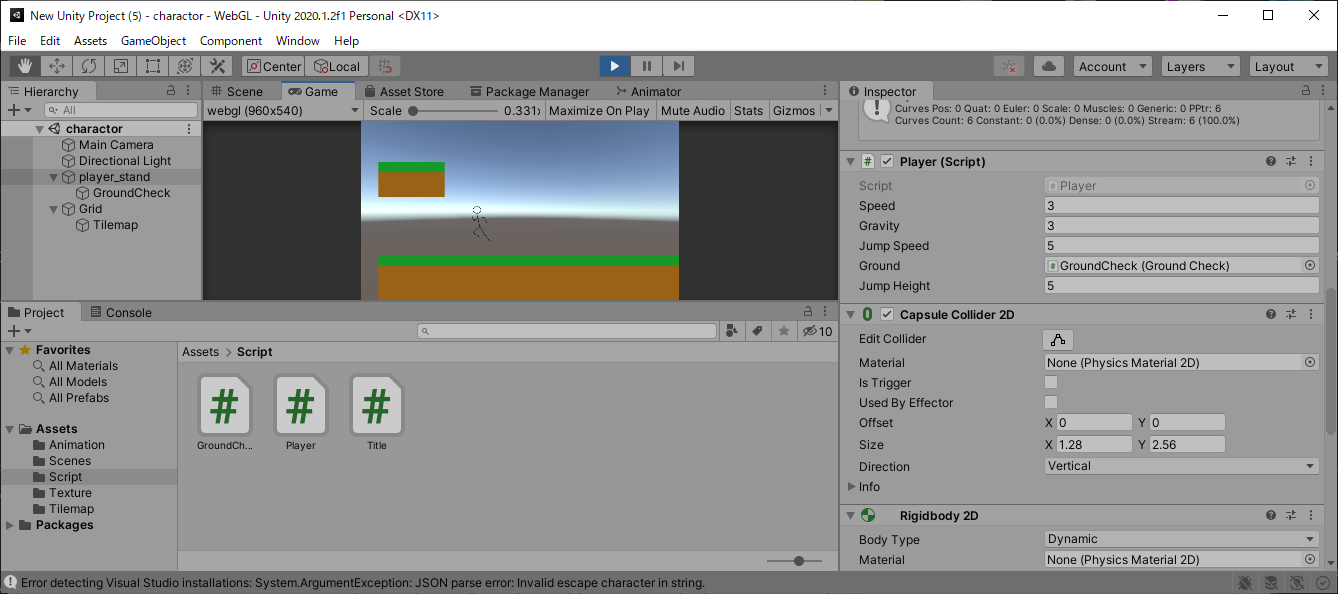 New Unity Project (5) - charactor - WebGL - Unity 2020.1.2f1 Personal <DX11>
File Edit Assets GameObject Component Window Help
Center Local Account Layers Layout
Hierarchy
All
charactor
Main Camera
Directional Light
player_stand
GroundCheck
Grid
Tilemap
Scene Game Asset Store Package Manager Animator
webgl (960x540) Scale 0.331 Maximize On Play Mute Audio Stats Gizmos
Inspector
Curves Pos: 0 Quat: 0 Euler: 0 Scale: 0 Muscles: 0 Generic: 0 PPtr: 6
Curves Count: 6 Constant: 0 (0.0%) Dense: 0 (0.0%) Stream: 6 (100.0%)
# Player (Script)
Script # Player
Speed 3
Gravity 3
Jump Speed 5
Ground # GroundCheck (Ground Check)
Jump Height 5
Capsule Collider 2D
Edit Collider
Material None (Physics Material 2D)
Is Trigger
Used By Effector
Offset X 0 Y 0
Size X 1.28 Y 2.56
Direction Vertical
Info
Rigidbody 2D
Body Type Dynamic
Material None (Physics Material 2D)
Project Console
10
Favorites
All Materials
All Models
All Prefabs
Assets
Animation
Scenes
Script
Texture
Tilemap
Packages
Assets > Script
# # #
GroundCh... Player Title
Error detecting Visual Studio installations: System.ArgumentException: JSON parse error: Invalid escape character in string.